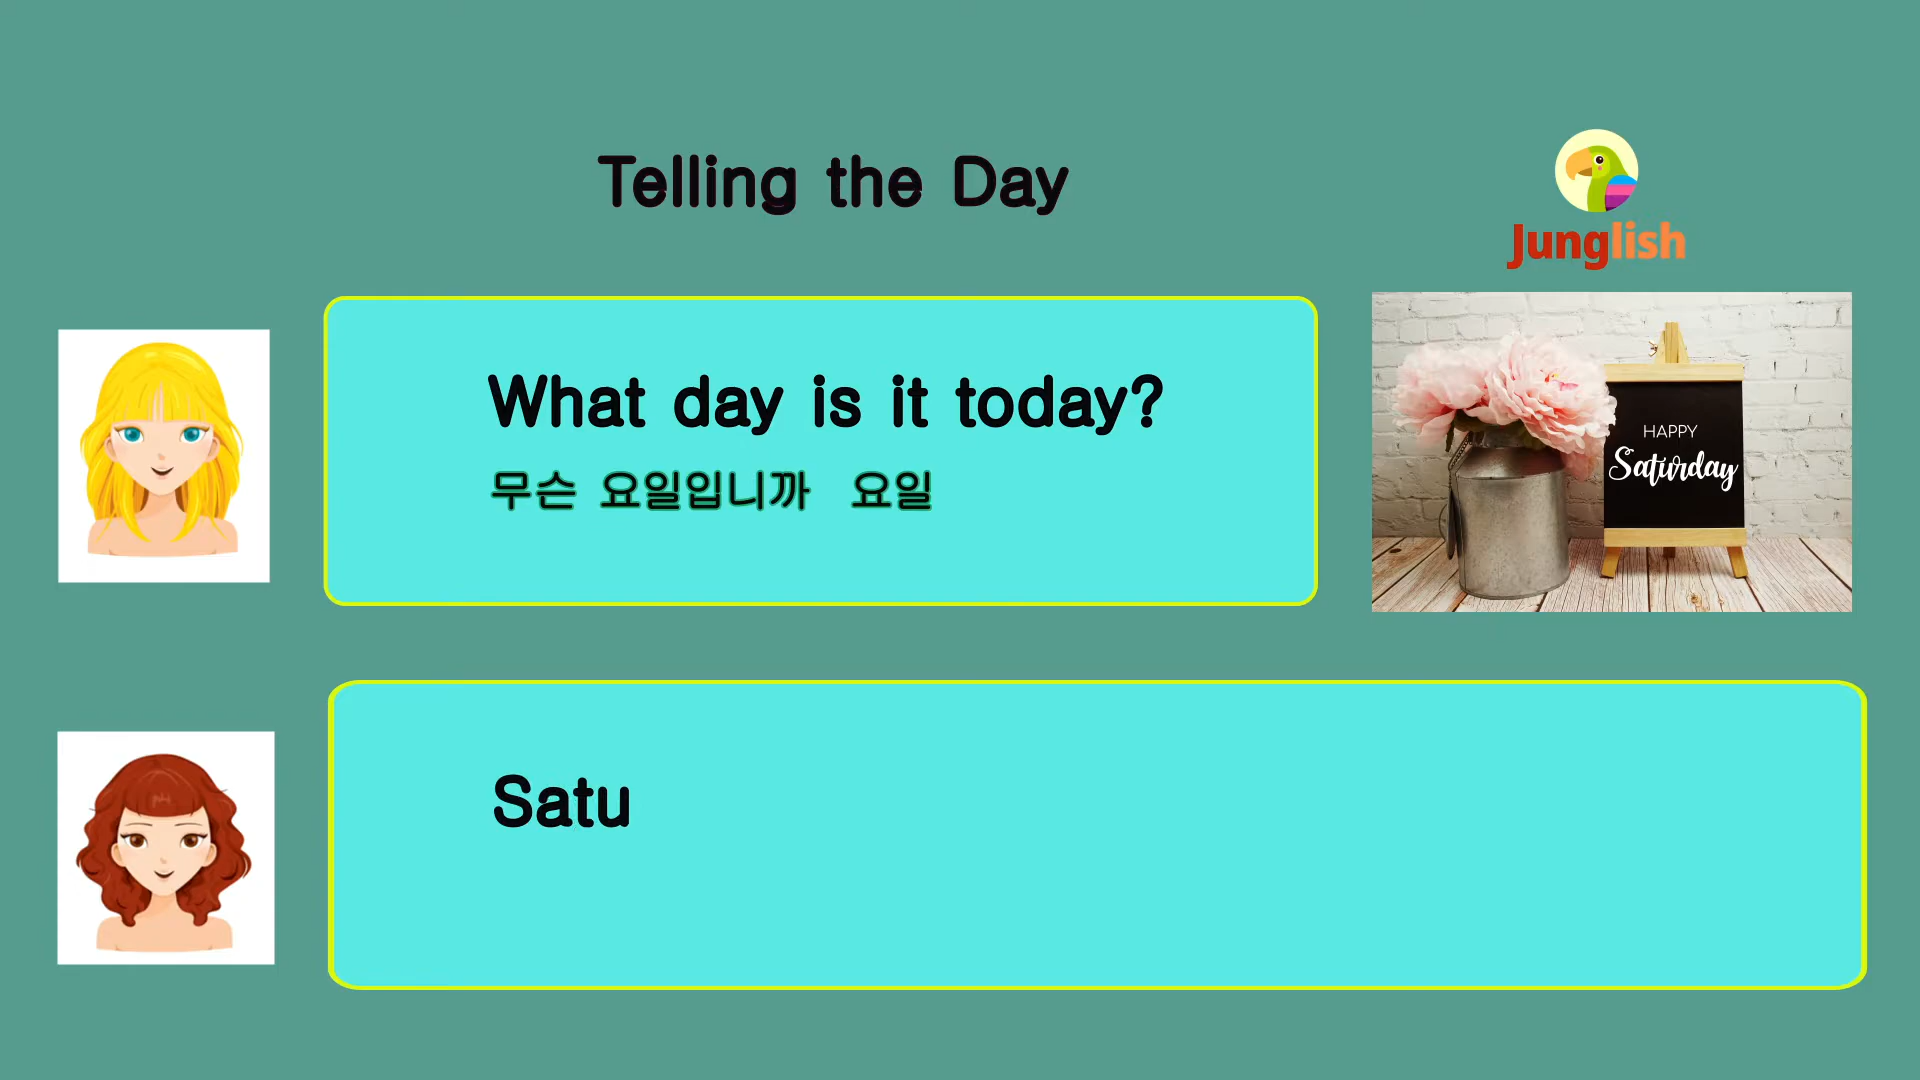 Telling the Day
Junglish
What day is it today?
무슨 요일입니까 요일
HAPPY
Saturday
Satu